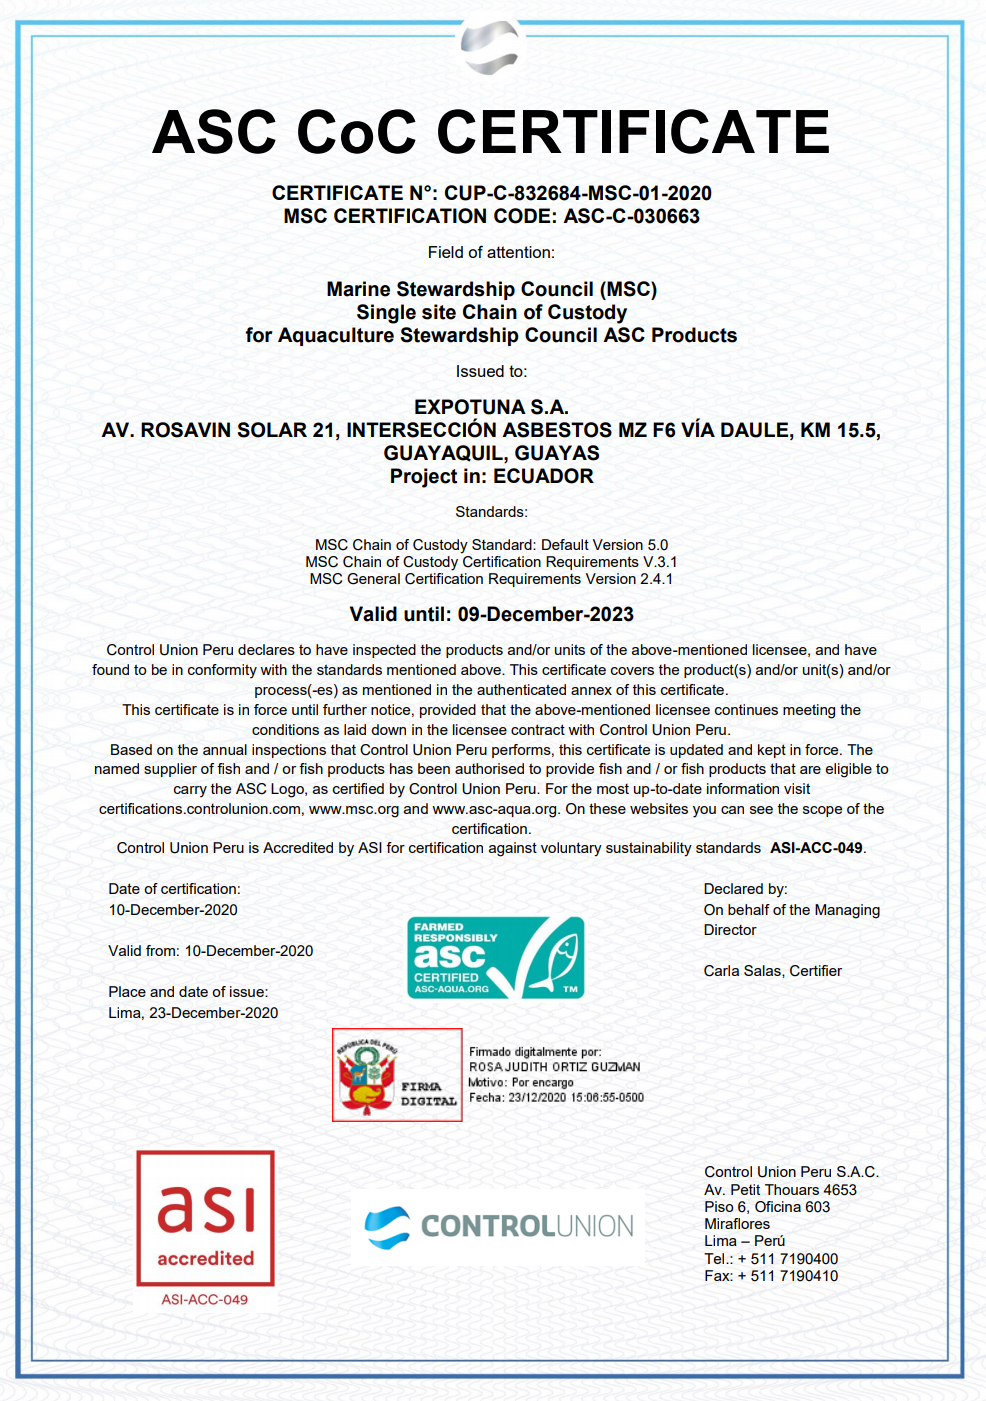 ASC CoC CERTIFICATE
CERTIFICATE N°: CUP-C-832684-MSC-01-2020
MSC CERTIFICATION CODE: ASC-C-030663
Field of attention:
Marine Stewardship Council (MSC)
Single site Chain of Custody
for Aquaculture Stewardship Council ASC Products
Issued to:
EXPOTUNA S.A.
AV. ROSAVIN SOLAR 21, INTERSECCIÓN ASBESTOS MZ F6 VÍA DAULE, KM 15.5,
GUAYAQUIL, GUAYAS
Project in: ECUADOR
Standards:
MSC Chain of Custody Standard: Default Version 5.0
MSC Chain of Custody Certification Requirements V.3.1
MSC General Certification Requirements Version 2.4.1
Valid until: 09-December-2023
Control Union Peru declares to have inspected the products and/or units of the above-mentioned licensee, and have
found to be in conformity with the standards mentioned above. This certificate covers the product(s) and/or unit(s) and/or
process(-es) as mentioned in the authenticated annex of this certificate.
This certificate is in force until further notice, provided that the above-mentioned licensee continues meeting the
conditions as laid down in the licensee contract with Control Union Peru.
Based on the annual inspections that Control Union Peru performs, this certificate is updated and kept in force. The
named supplier of fish and / or fish products has been authorised to provide fish and / or fish products that are eligible to
carry the ASC Logo, as certified by Control Union Peru. For the most up-to-date information visit
certifications.controlunion.com, www.msc.org and www.asc-aqua.org. On these websites you can see the scope of the
certification.
Control Union Peru is Accredited by ASI for certification against voluntary sustainability standards ASI-ACC-049.
Date of certification:
10-December-2020
Valid from: 10-December-2020
Place and date of issue:
Lima, 23-December-2020
FARMED
RESPONSIBLY
asc
CERTIFIED
ASC-AQUA.ORG
TM
Declared by:
On behalf of the Managing
Director
Carla Salas, Certifier
REPÚBLICA DEL PERÚ
FIRMA
DIGITAL
Firmado digitalmente por:
ROSA JUDITH ORTIZ GUZMAN
Motivo: Por encargo
Fecha: 23/12/2020 15:06:55-0500
asi
accredited
ASI-ACC-049
CONTROLUNION
Control Union Peru S.A.C.
Av. Petit Thouars 4653
Piso 6, Oficina 603
Miraflores
Lima – Perú
Tel.: + 511 7190400
Fax: + 511 7190410